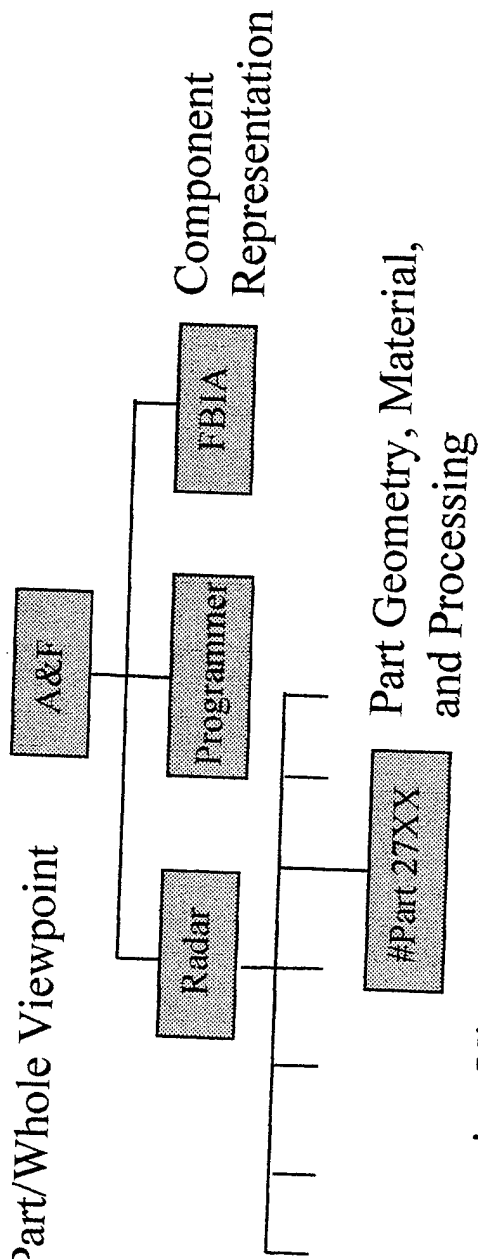 Part/Whole Viewpoint
A&F
Radar
Programmer
FBIA
Component
Representation
#Part 27XX
Part Geometry, Material,
and Processing